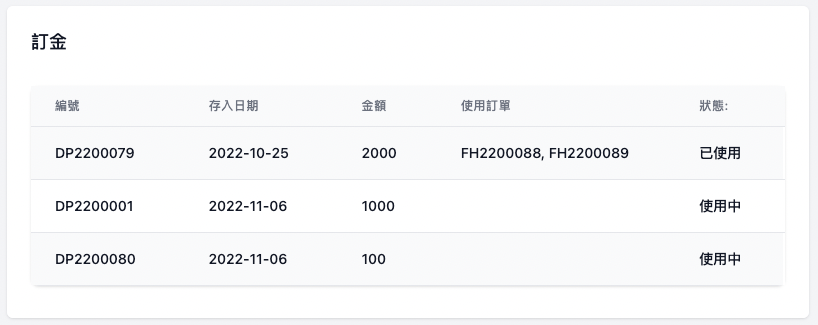 訂金
編號 存入日期 金額 使用訂單 狀態:
DP2200079 2022-10-25 2000 FH2200088, FH2200089 已使用
DP2200001 2022-11-06 1000 使用中
DP2200080 2022-11-06 100 使用中